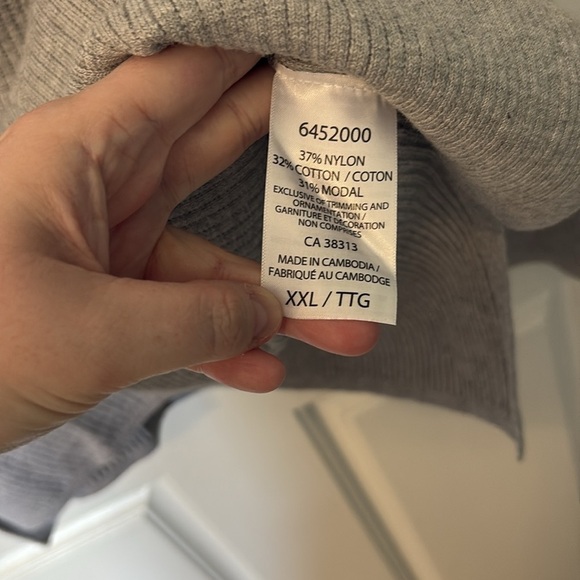 6452000
37% NYLON
32% COTTON / COTON
31% MODAL
EXCLUSIVE OF TRIMMING AND
ORNAMENTATION /
GARNITURE ET DÉCORATION
NON COMPRISES
CA 38313
MADE IN CAMBODIA /
FABRIQUÉ AU CAMBODGE
XXL / TTG